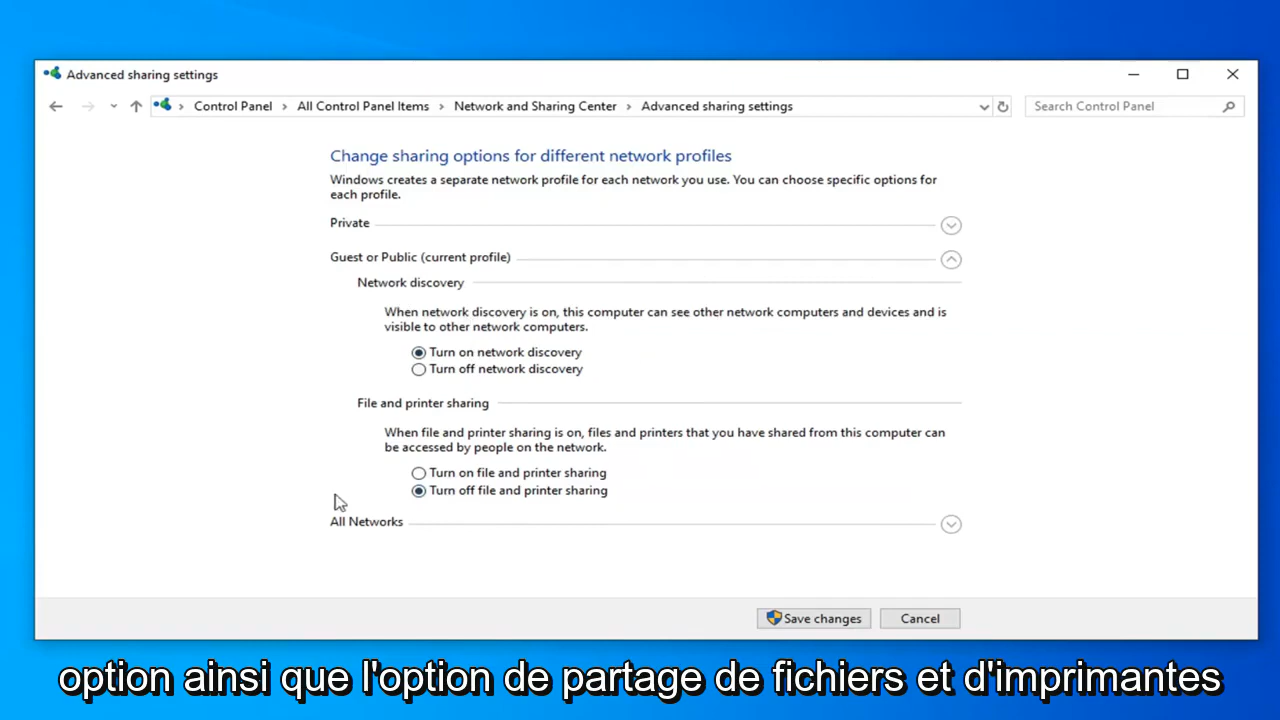 Advanced sharing settings
Control Panel > All Control Panel Items > Network and Sharing Center > Advanced sharing settings
Search Control Panel
Change sharing options for different network profiles
Windows creates a separate network profile for each network you use. You can choose specific options for
each profile.
Private
Guest or Public (current profile)
Network discovery
When network discovery is on, this computer can see other network computers and devices and is
visible to other network computers.
Turn on network discovery
Turn off network discovery
File and printer sharing
When file and printer sharing is on, files and printers that you have shared from this computer can
be accessed by people on the network.
Turn on file and printer sharing
Turn off file and printer sharing
All Networks
Save changes Cancel
option ainsi que l'option de partage de fichiers et d'imprimantes